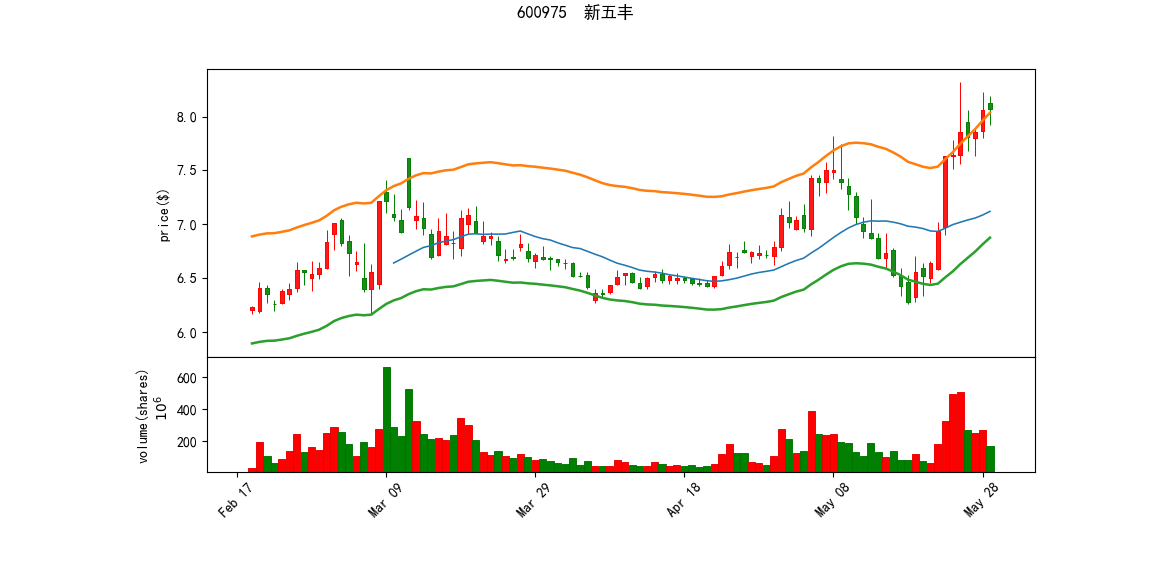 600975 新五丰
price($)
8.0
7.5
7.0
6.5
6.0
volume(shares)
10^6
600
400
200
Feb 17
Mar 09
Mar 29
Apr 18
May 08
May 28